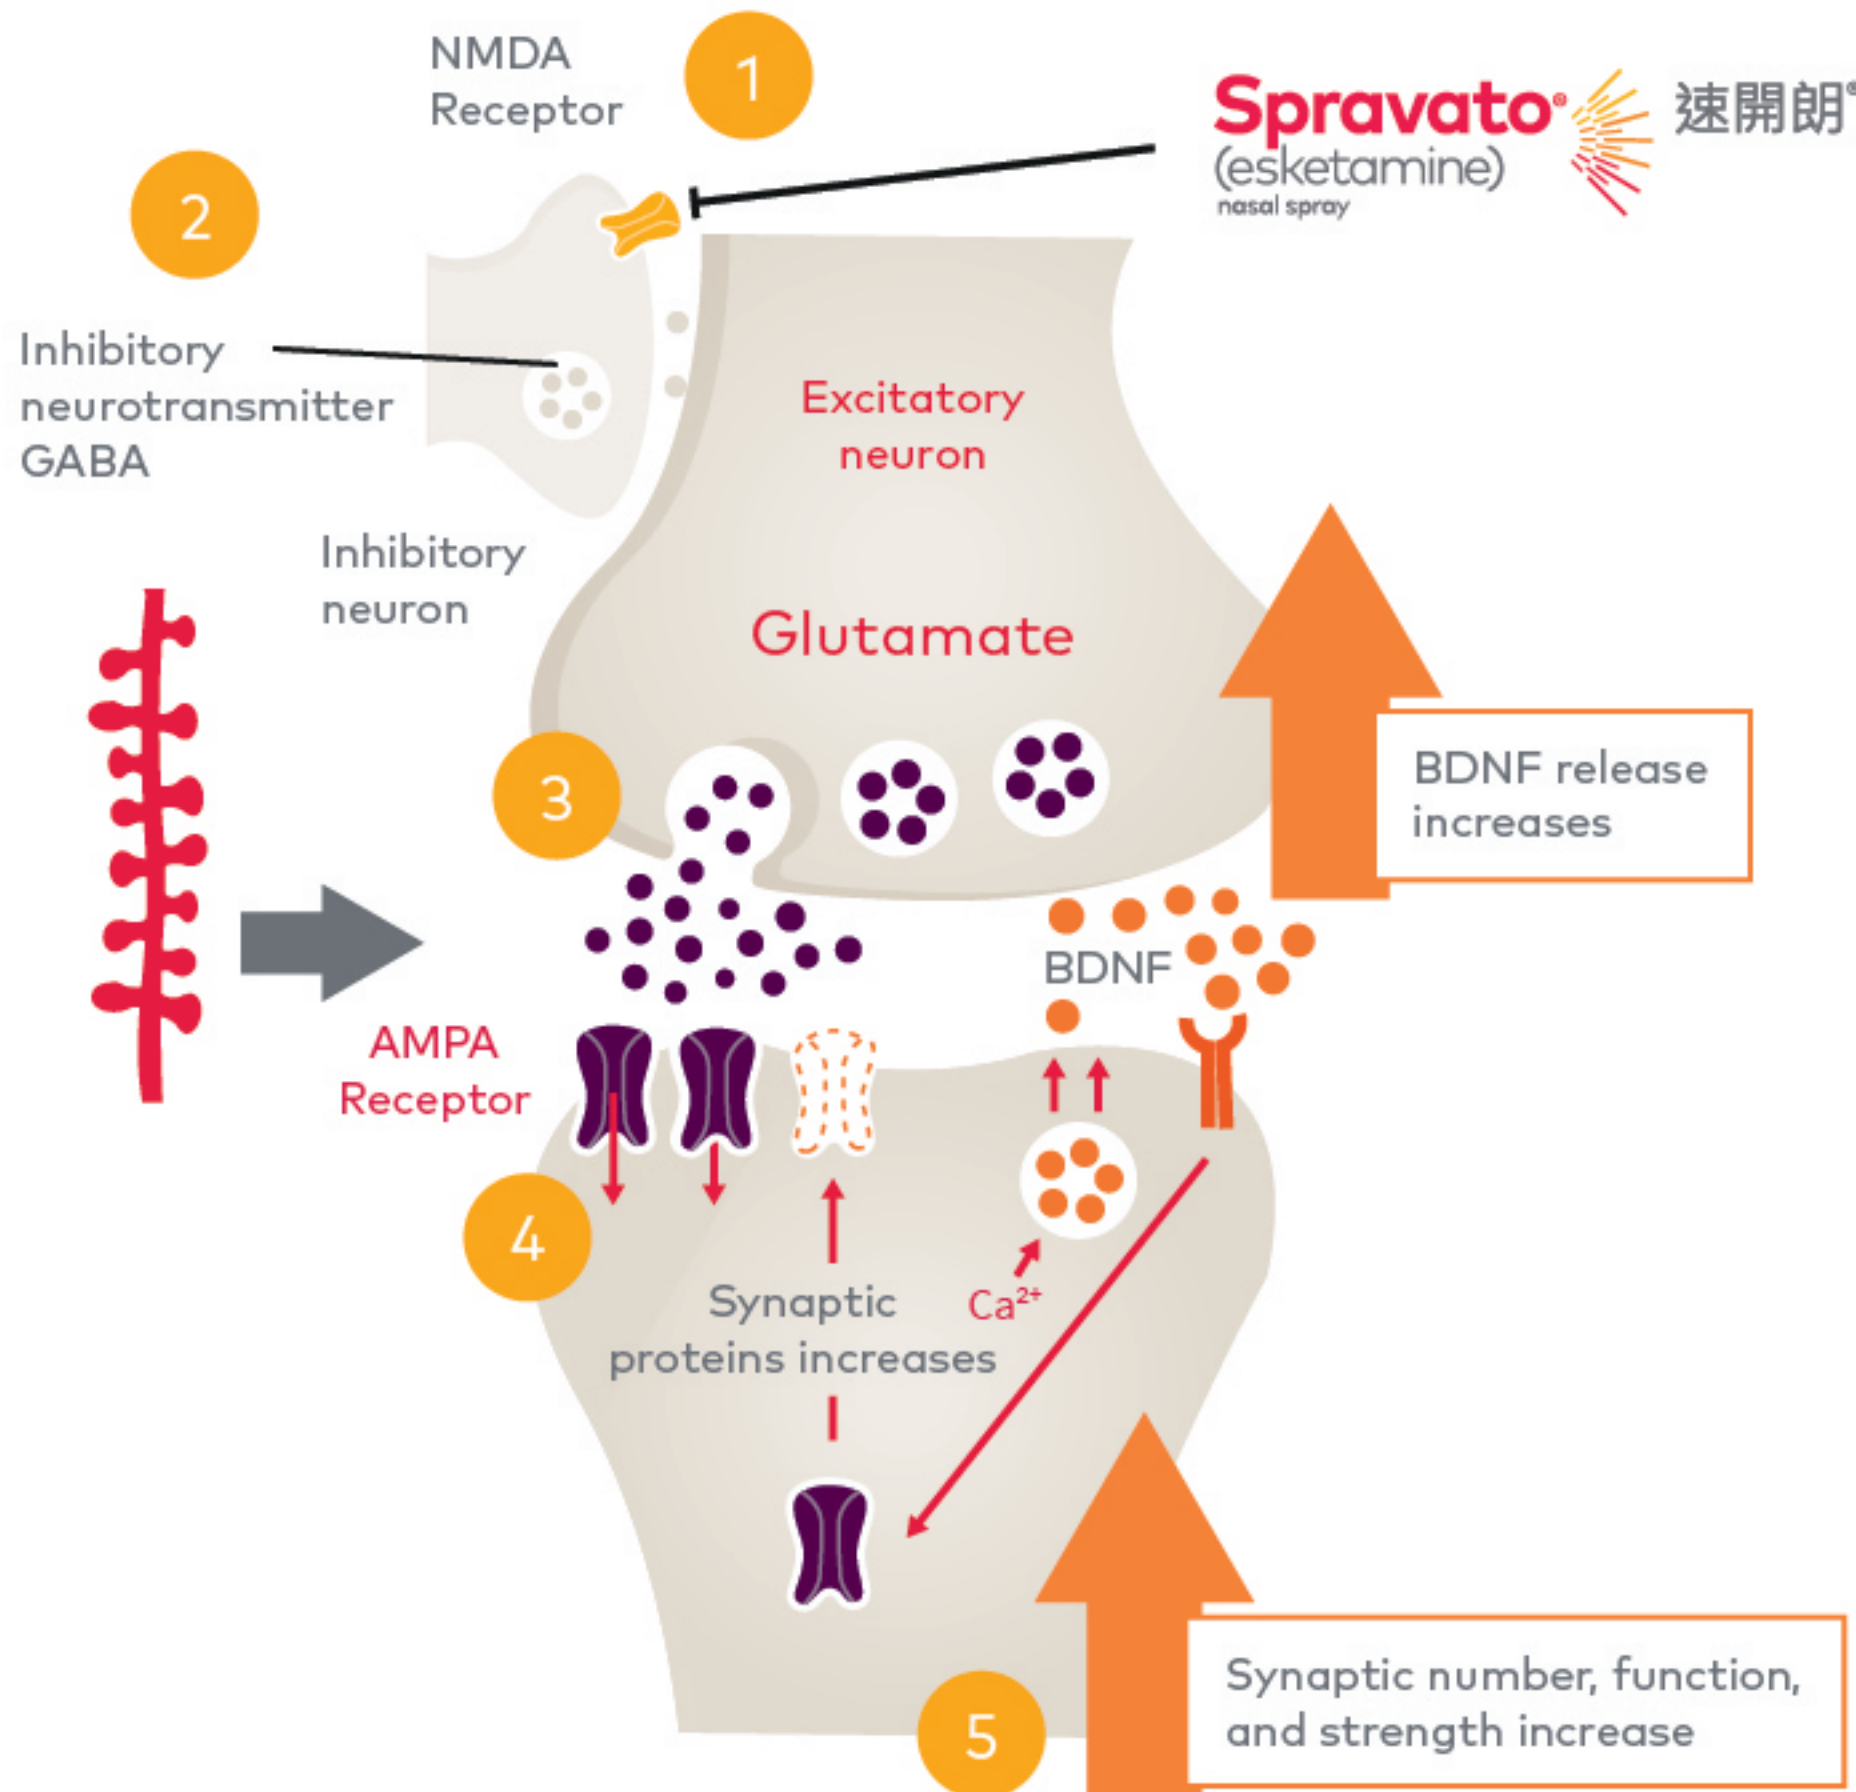 NMDA
Receptor
1
Spravato® 速開朗®
(esketamine)
nasal spray
2
Inhibitory
neurotransmitter
GABA
Excitatory
neuron
Inhibitory
neuron
Glutamate
3
BDNF release
increases
BDNF
AMPA
Receptor
4
Synaptic
proteins increases
Ca²⁺
Synaptic number, function,
and strength increase
5